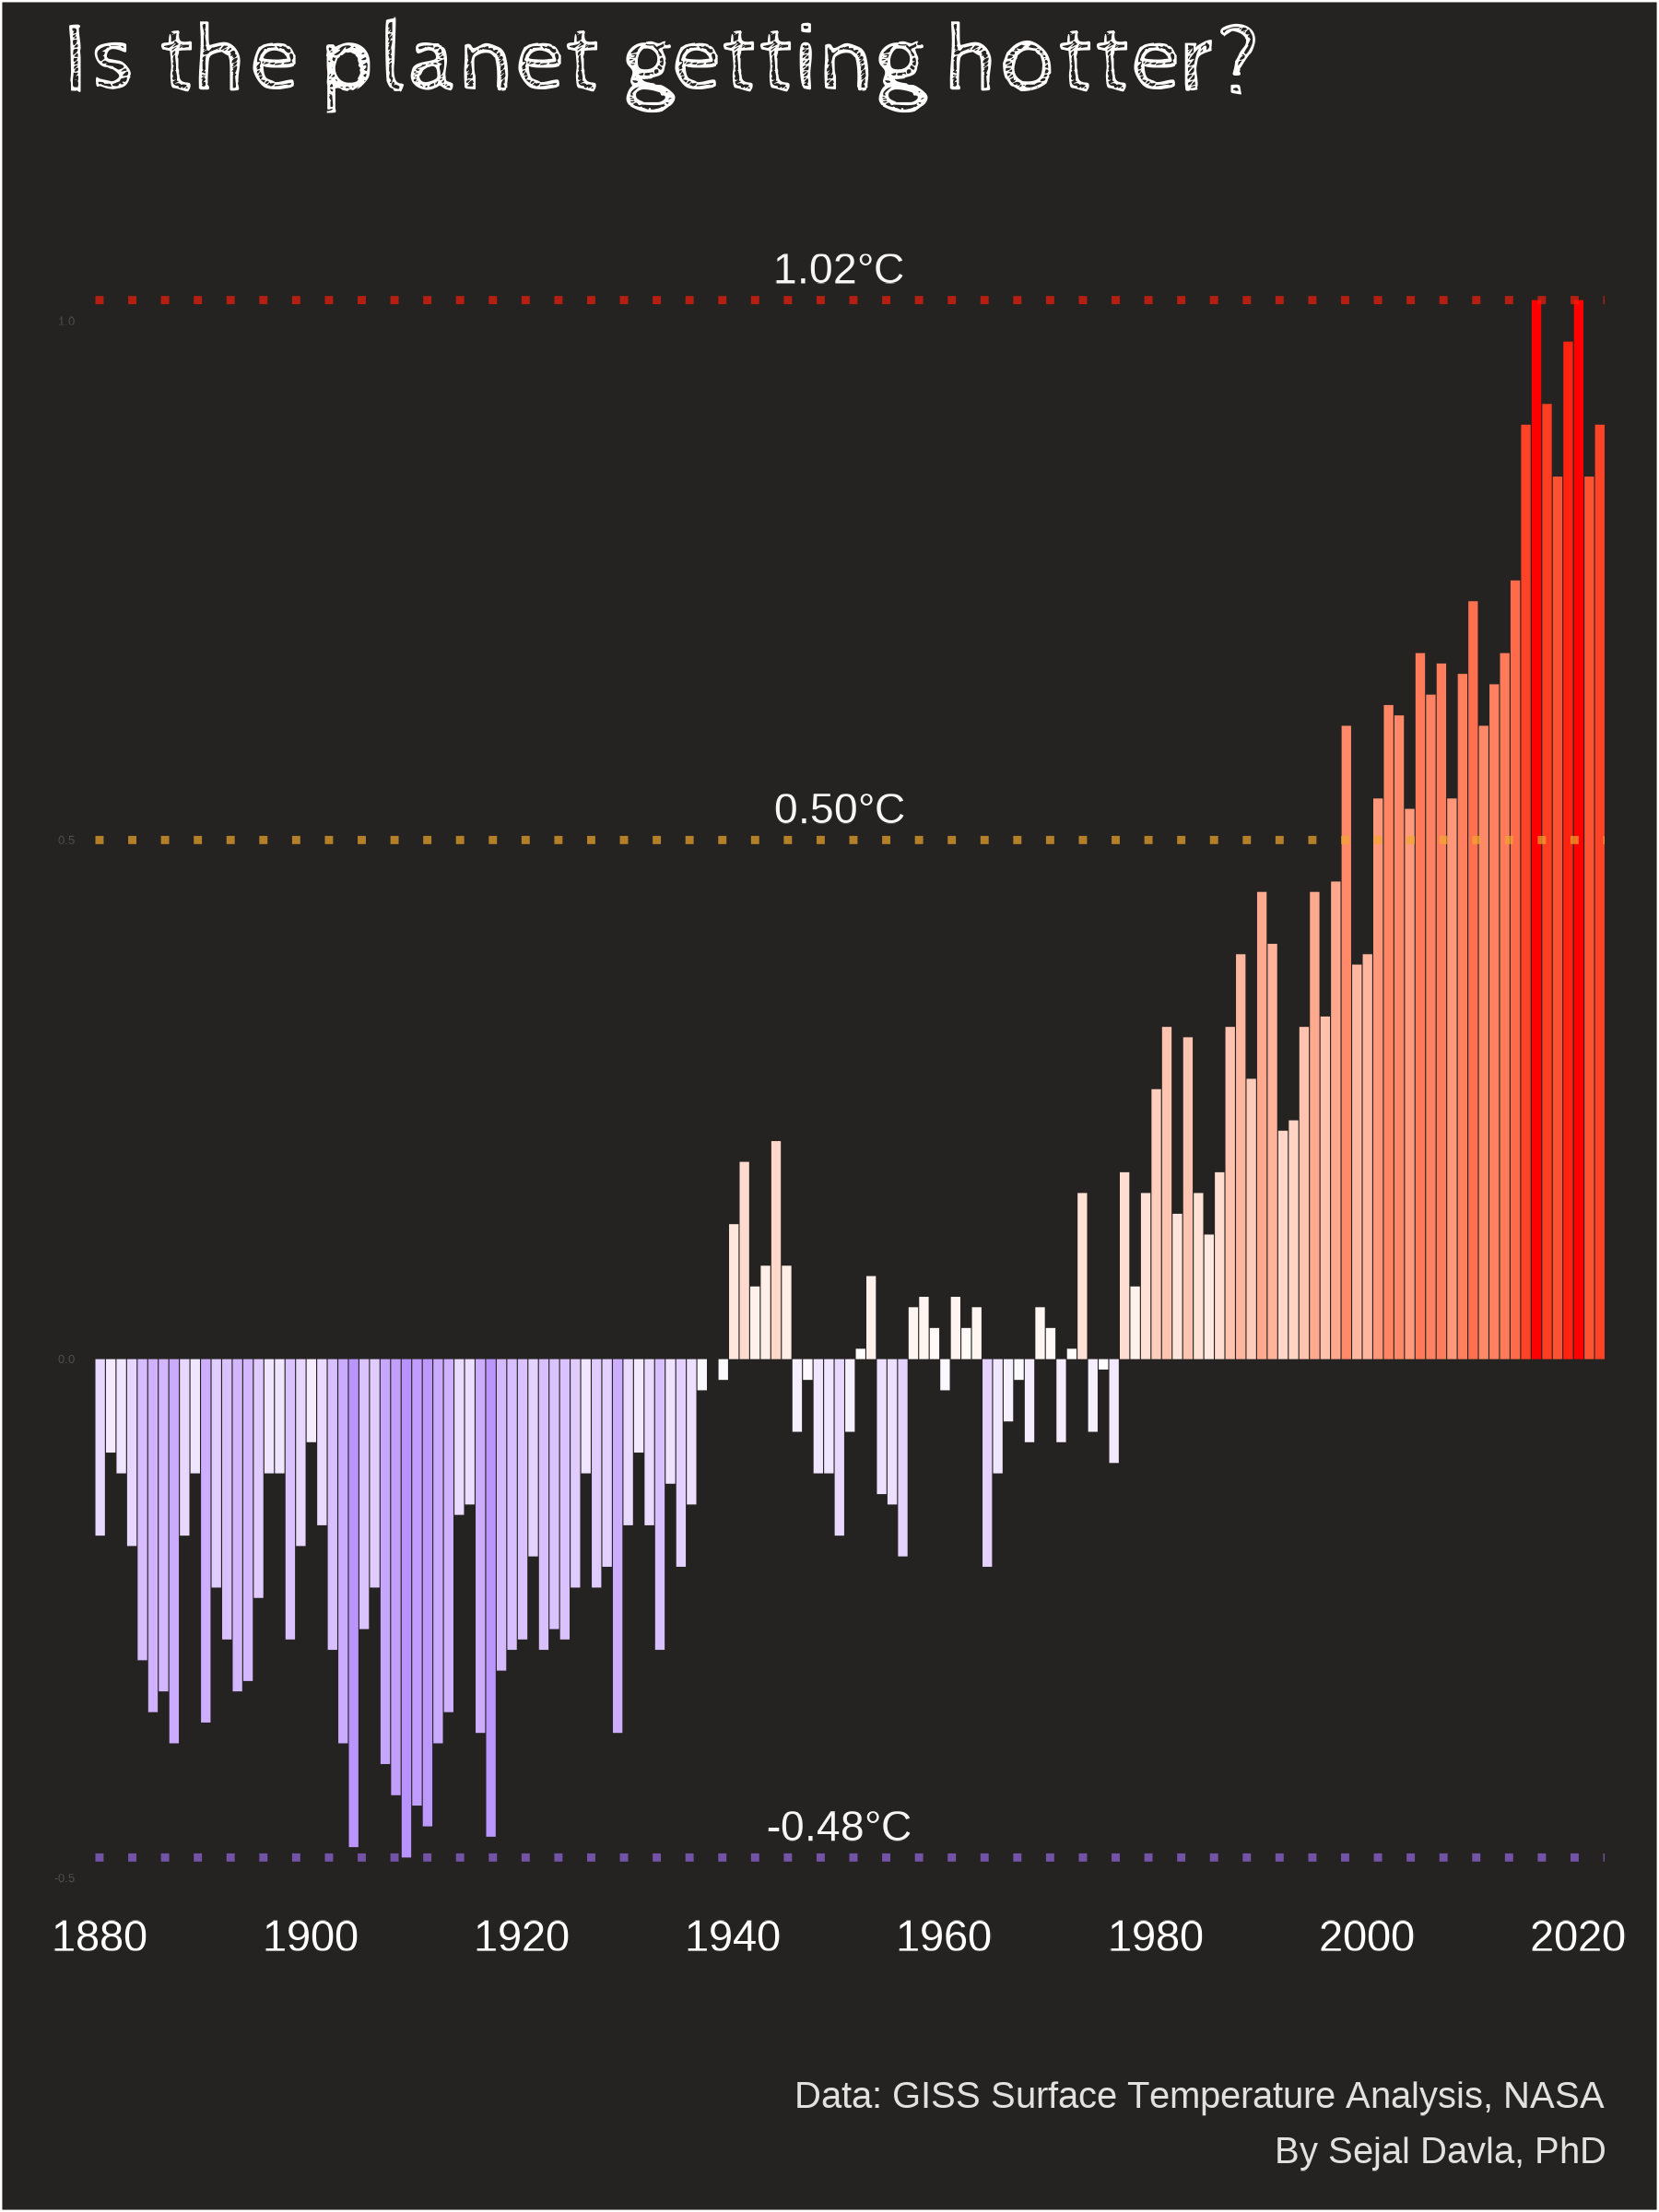 Is the planet getting hotter?
1.02°C
1.0
0.50°C
0.5
0.0
-0.48°C
-0.5
1880 1900 1920 1940 1960 1980 2000 2020
Data: GISS Surface Temperature Analysis, NASA
By Sejal Davla, PhD